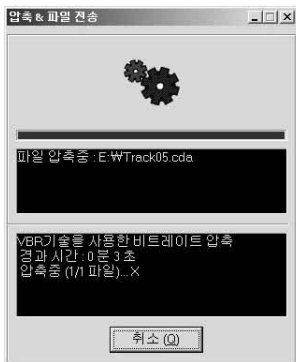 압축 & 파일 전송
파일 압축중 : E:₩Track05.cda
VBR기술을 사용한 비트레이트 압축
경과 시간 : 0 분 3 초
압축중 (1/1 파일)...X
취소 (Q)